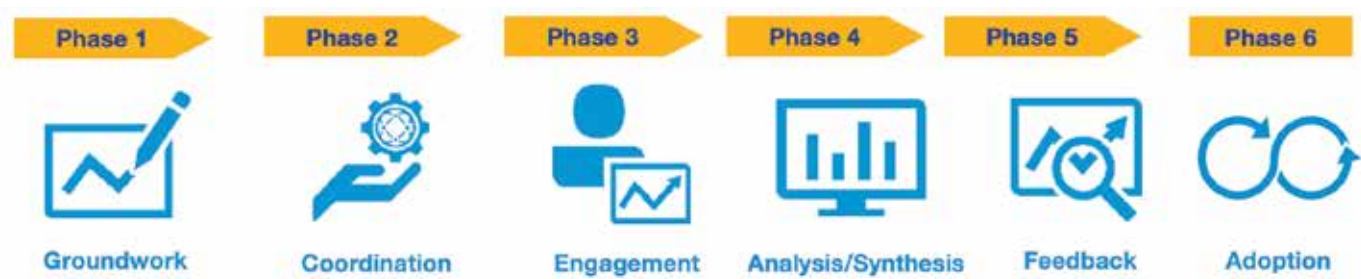 Phase 1 Phase 2 Phase 3 Phase 4 Phase 5 Phase 6
Groundwork Coordination Engagement Analysis/Synthesis Feedback Adoption